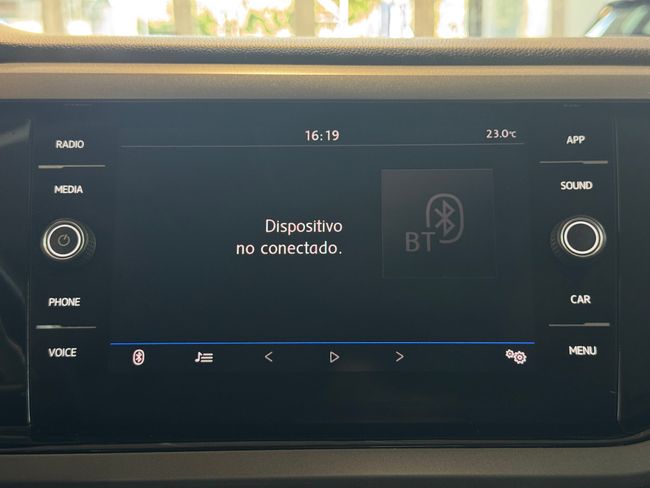 16:19
23.0°C
RADIO
MEDIA
PHONE
VOICE
Dispositivo
no conectado.
BT
APP
SOUND
CAR
MENU